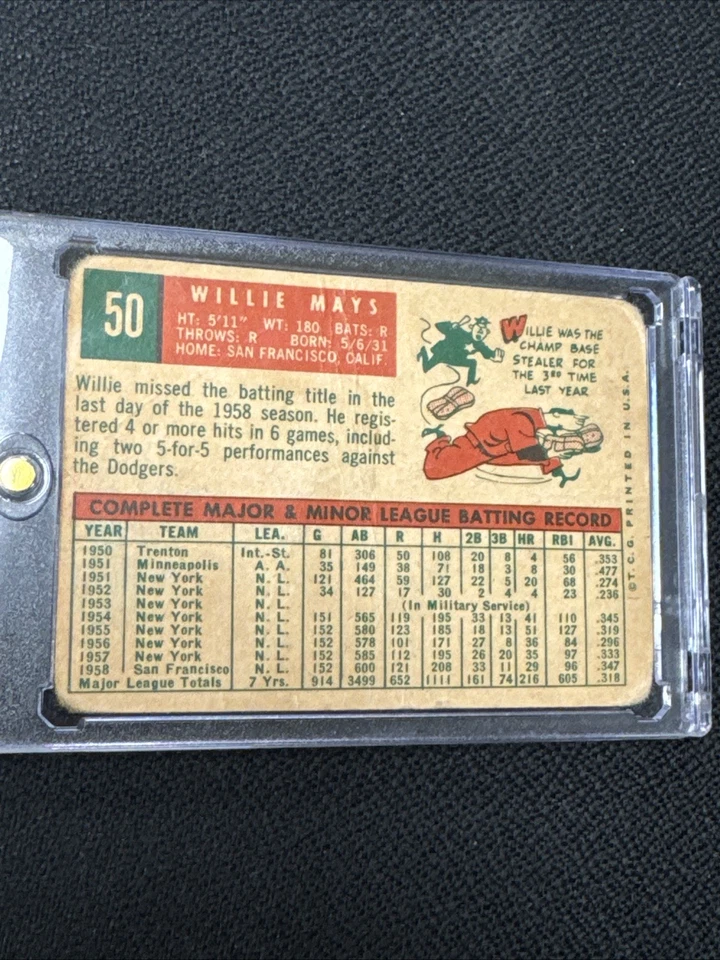 50
WILLIE MAYS
HT: 5'11" WT: 180 BATS: R
THROWS: R BORN: 5/6/31
HOME: SAN FRANCISCO, CALIF.
Willie missed the batting title in the
last day of the 1958 season. He regis-
tered 4 or more hits in 6 games, includ-
ing two 5-for-5 performances against
the Dodgers.
WILLIE WAS THE
CHAMP BASE
STEALER FOR
THE 3RD TIME
LAST YEAR
COMPLETE MAJOR & MINOR LEAGUE BATTING RECORD
YEAR TEAM LEA. G AB R H 2B 3B HR RBI AVG.
1950 Trenton Int.-St. 81 306 50 108 20 8 4 56 .353
1951 Minneapolis A. A. 35 149 38 71 18 3 8 30 .477
1951 New York N. L. 121 464 59 127 22 5 20 68 .274
1952 New York N. L. 34 127 17 30 2 4 4 23 .236
1953 New York N. L. (In Military Service)
1954 New York N. L. 151 565 119 195 33 13 41 110 .345
1955 New York N. L. 152 580 123 185 18 13 51 127 .319
1956 New York N. L. 152 578 101 171 27 8 36 84 .296
1957 New York N. L. 152 585 112 195 26 20 35 97 .333
1958 San Francisco N. L. 152 600 121 208 33 11 29 96 .347
Major League Totals 7 Yrs. 914 3499 652 1111 161 74 216 605 .318
©T.C.G. PRINTED IN U.S.A.